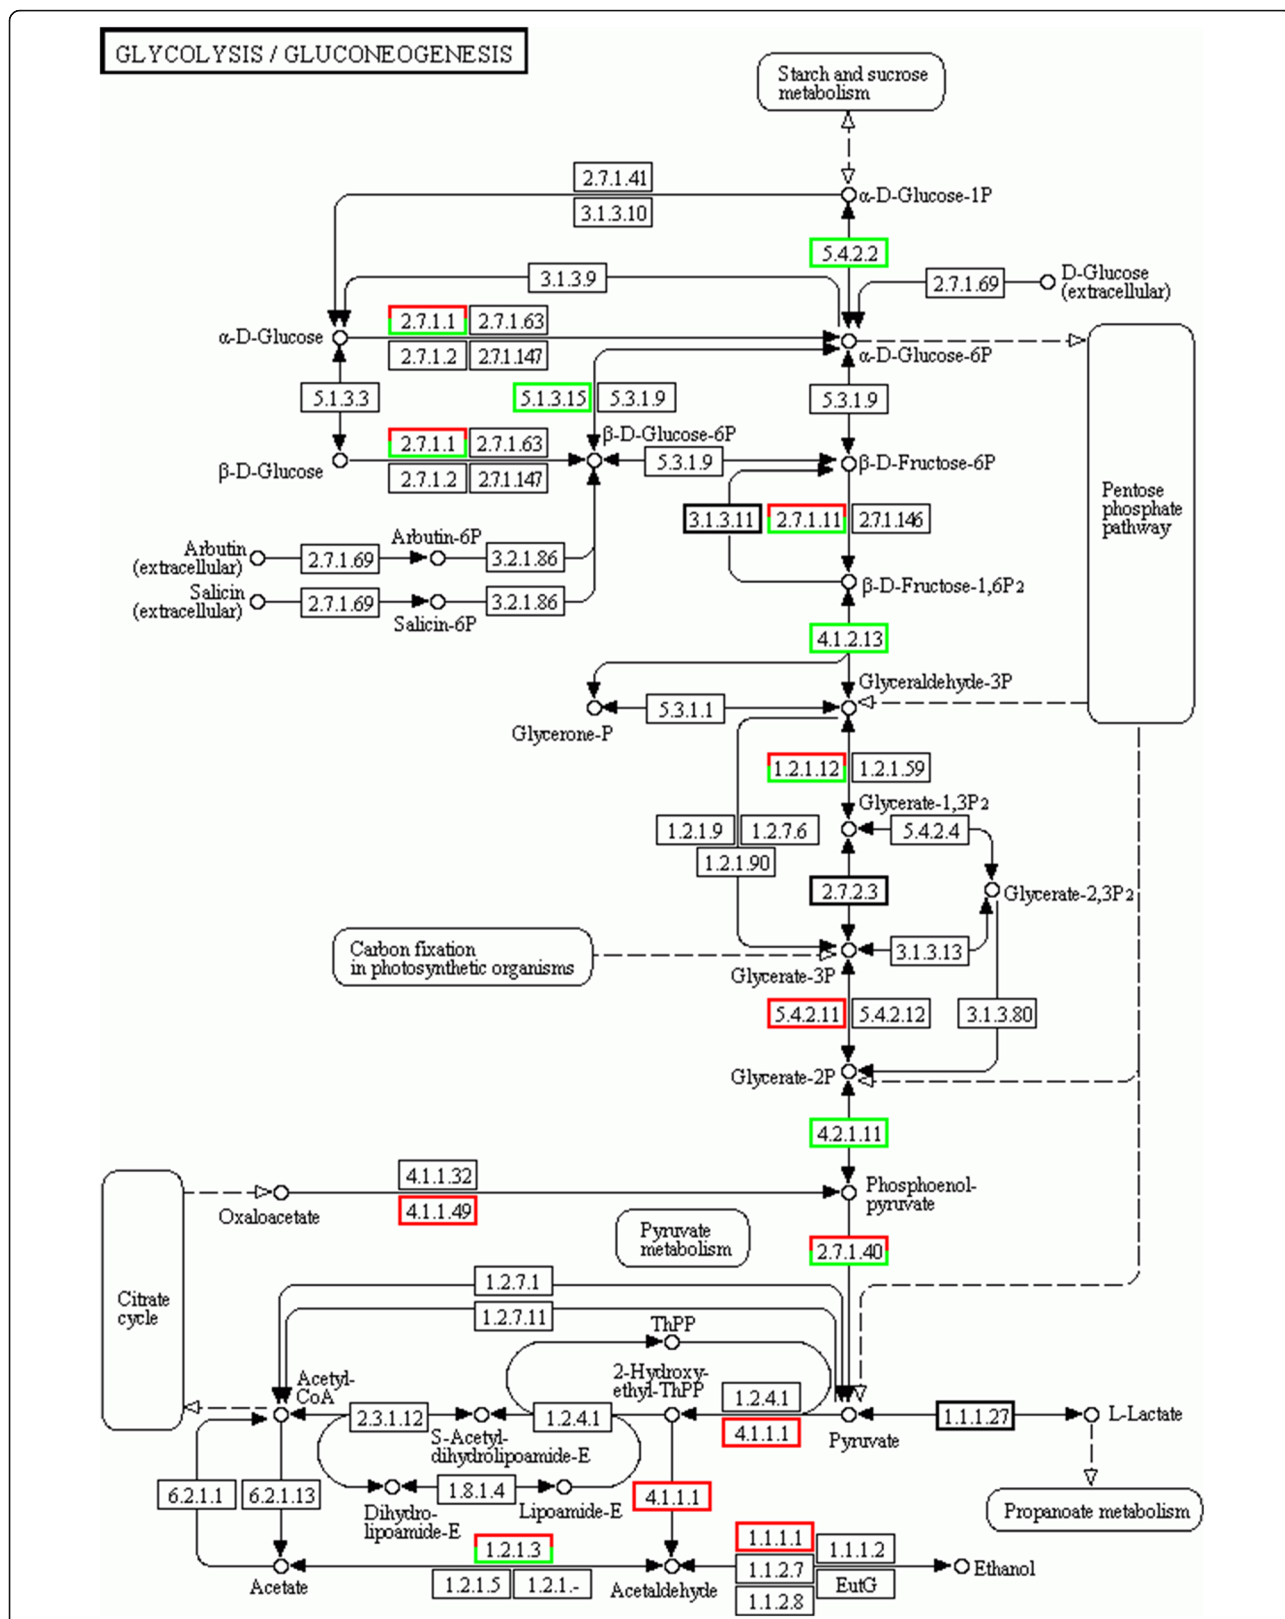 GLYCOLYSIS / GLUCONEOGENESIS
Starch and sucrose
metabolism
2.7.1.41
α-D-Glucose-1P
3.1.3.10
5.4.2.2
3.1.3.9
2.7.1.69
D-Glucose
(extracellular)
2.7.1.1
2.7.1.63
α-D-Glucose
α-D-Glucose-6P
2.7.1.2
2.7.1.147
5.1.3.3
5.1.3.15
5.3.1.9
5.3.1.9
2.7.1.1
2.7.1.63
β-D-Glucose-6P
β-D-Glucose
5.3.1.9
β-D-Fructose-6P
2.7.1.2
2.7.1.147
Pentose
phosphate
pathway
3.1.3.11
2.7.1.11
2.7.1.146
Arbutin-6P
Arbutin
(extracellular)
2.7.1.69
3.2.1.86
Salicin
(extracellular)
2.7.1.69
3.2.1.86
Salicin-6P
β-D-Fructose-1,6P2
4.1.2.13
Glyceraldehyde-3P
5.3.1.1
Glycerone-P
1.2.1.12
1.2.1.59
Glycerate-1,3P2
1.2.1.9
1.2.7.6
5.4.2.4
1.2.1.90
2.7.2.3
Glycerate-2,3P2
Carbon fixation
in photosynthetic organisms
3.1.3.13
Glycerate-3P
5.4.2.11
5.4.2.12
3.1.3.80
Glycerate-2P
4.2.1.11
4.1.1.32
Oxaloacetate
4.1.1.49
Phosphoenol-
pyruvate
Pyruvate
metabolism
2.7.1.40
Citrate
cycle
1.2.7.1
1.2.7.11
ThPP
Acetyl-
CoA
2-Hydroxy-
ethyl-ThPP
1.2.4.1
2.3.1.12
1.2.4.1
4.1.1.1
1.1.1.27
L-Lactate
S-Acetyl-
dihydrolipoamide-E
Pyruvate
6.2.1.1
6.2.1.13
1.8.1.4
4.1.1.1
Dihydro-
lipoamide-E
Lipoamide-E
Propanoate metabolism
1.2.1.3
1.1.1.1
1.1.1.2
Acetate
1.2.1.5
1.2.1.-
Acetaldehyde
1.1.2.7
EutG
Ethanol
1.1.2.8